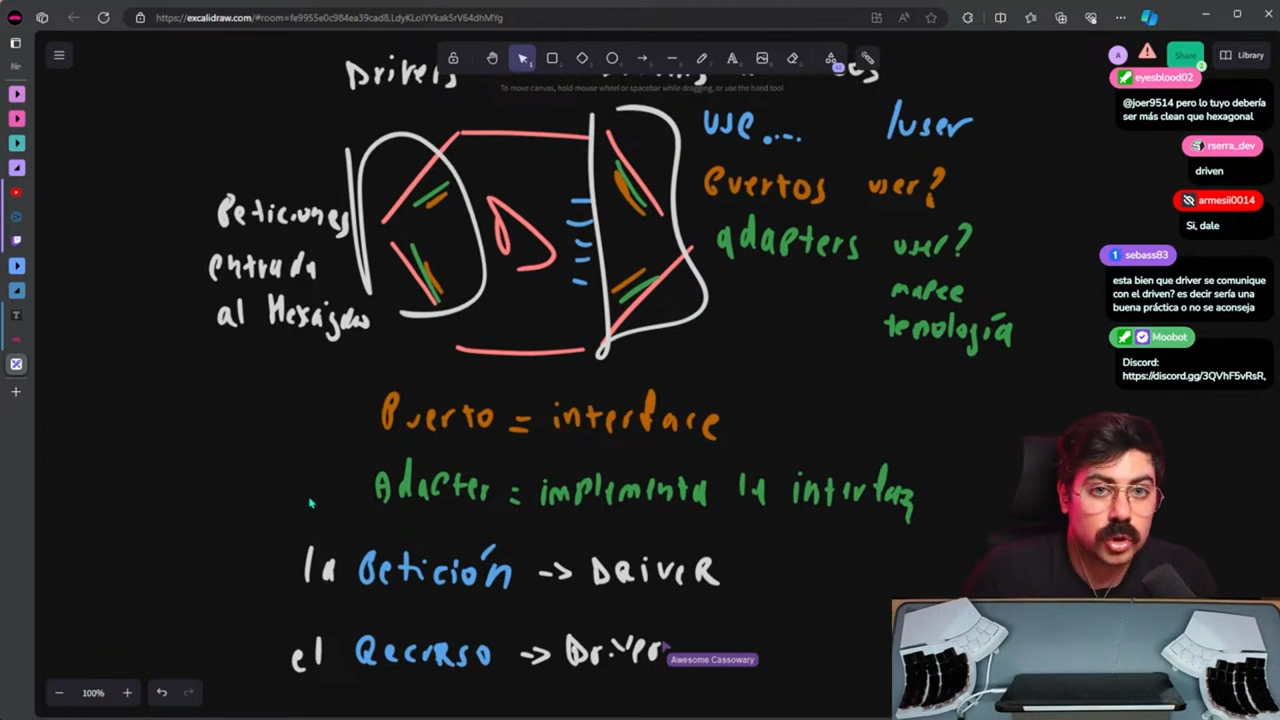 https://excalidraw.com/#room=fe9955e0c984ea39cad8,LdyKLoIYYkak5rV64dhMYg
Share
Library
To move canvas, hold mouse wheel or spacebar while dragging, or use the hand tool
Drivers
use.... /user
Puertos user?
adapters user?
mapee
tenología
Peticiones
entrada
al Hexágono
Puerto = interface
Adapter = implementa la interfaz
la Petición -> DRiveR
el Recurso -> Driven
Awesome Cassowary
100%
eyesblood02
@joer9514 pero lo tuyo debería
ser más clean que hexagonal
rserra_dev
driven
armesii0014
Si, dale
sebass83
esta bien que driver se comunique
con el driven? es decir sería una
buena práctica o no se aconseja
Moobot
Discord:
https://discord.gg/3QVhF5vRsR,